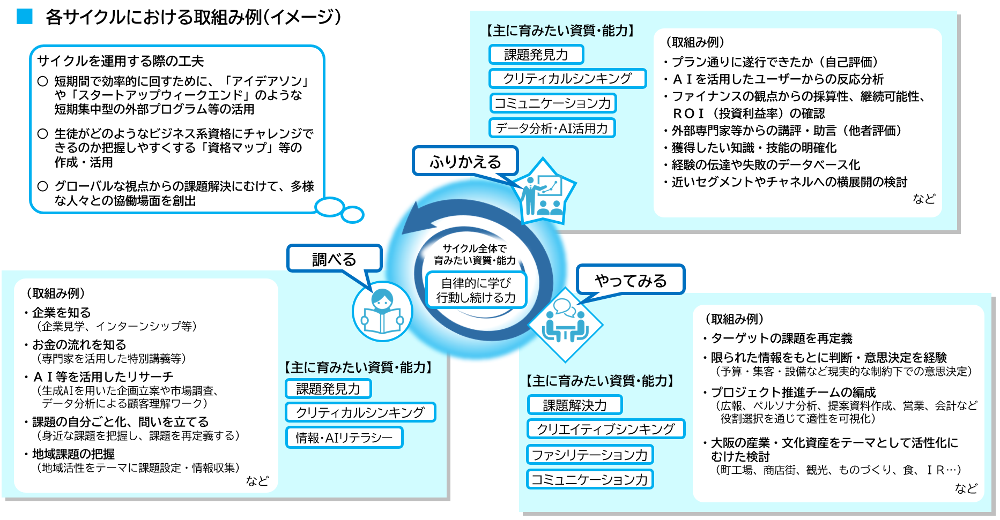 ■ 各サイクルにおける取組み例(イメージ)
サイクルを運用する際の工夫
〇 短期間で効率的に回すために、「アイデアソン」
や「スタートアップウィークエンド」のような
短期集中型の外部プログラム等の活用
〇 生徒がどのようなビジネス系資格にチャレンジで
きるのか把握しやすくする「資格マップ」等の
作成・活用
〇 グローバルな視点からの課題解決にむけて、多様
な人々との協働場面を創出
ふりかえる
【主に育みたい資質・能力】
課題発見力
クリティカルシンキング
コミュニケーション力
データ分析・AI活用力
（取組み例）
・プラン通りに遂行できたか（自己評価）
・ＡＩを活用したユーザーからの反応分析
・ファイナンスの観点からの採算性、継続可能性、
ＲＯＩ（投資利益率）の確認
・外部専門家等からの講評・助言（他者評価）
・獲得したい知識・技能の明確化
・経験の伝達や失敗のデータベース化
・近いセグメントやチャネルへの横展開の検討
など
サイクル全体で
育みたい資質・能力
自律的に学び
行動し続ける力
調べる
（取組み例）
・企業を知る
（企業見学、インターンシップ等）
・お金の流れを知る
（専門家を活用した特別講義等）
・ＡＩ等を活用したリサーチ
（生成AIを用いた企画立案や市場調査、
データ分析による顧客理解ワーク）
・課題の自分ごと化、問いを立てる
（身近な課題を把握し、課題を再定義する）
・地域課題の把握
（地域活性をテーマに課題設定・情報収集）
など
【主に育みたい資質・能力】
課題発見力
クリティカルシンキング
情報・AIリテラシー
やってみる
【主に育みたい資質・能力】
課題解決力
クリエイティブシンキング
ファシリテーション力
コミュニケーション力
（取組み例）
・ターゲットの課題を再定義
・限られた情報をもとに判断・意思決定を経験
（予算・集客・設備など現実的な制約下での意思決定）
・プロジェクト推進チームの編成
（広報、ペルソナ分析、提案資料作成、営業、会計など
役割選択を通じて適性を可視化）
・大阪の産業・文化資産をテーマとして活性化に
むけた検討
（町工場、商店街、観光、ものづくり、食、ＩＲ…）
など